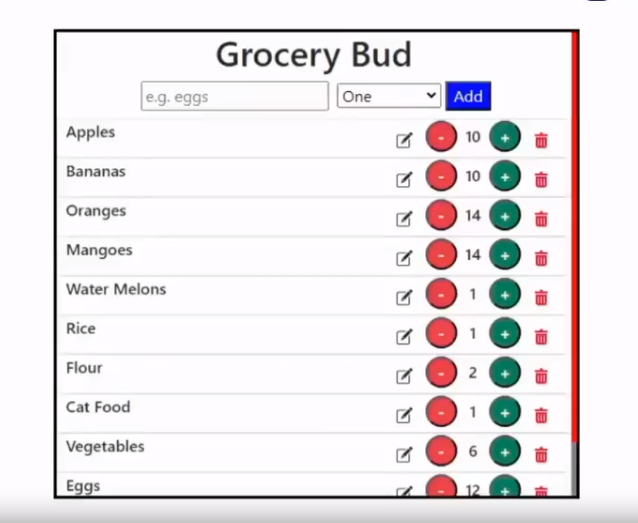 Grocery Bud
e.g. eggs One Add
Apples - 10 +
Bananas - 10 +
Oranges - 14 +
Mangoes - 14 +
Water Melons - 1 +
Rice - 1 +
Flour - 2 +
Cat Food - 1 +
Vegetables - 6 +
Eggs - 12 +